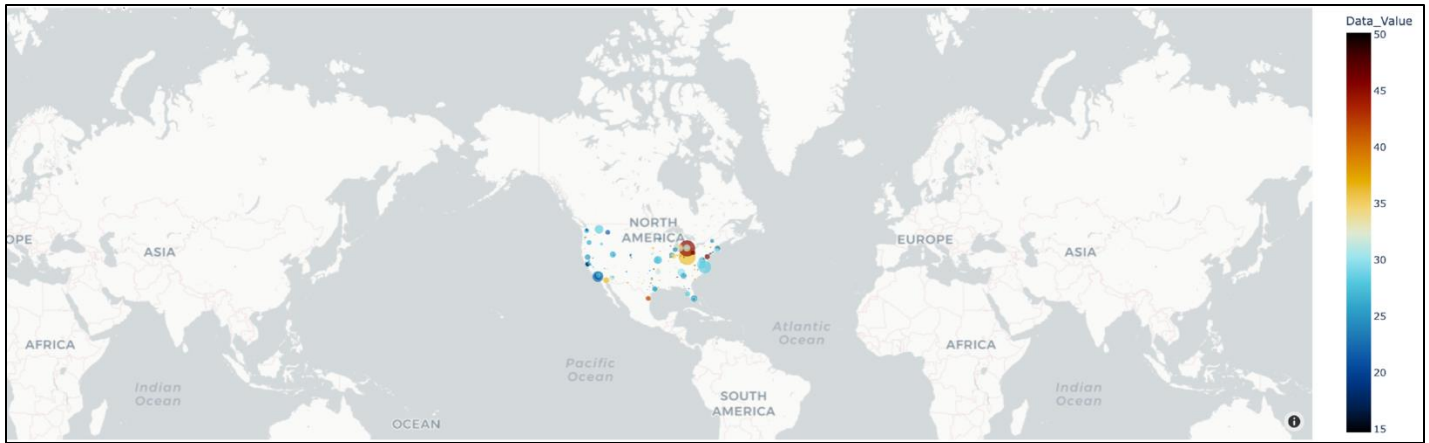 Data_Value
50
45
40
35
30
25
20
15
NORTH
AMERICA
OPE
ASIA
EUROPE
ASIA
AFRICA
Atlantic
Ocean
AFRICA
Pacific
Ocean
Indian
Ocean
SOUTH
AMERICA
Indian
Ocean
OCEAN
i